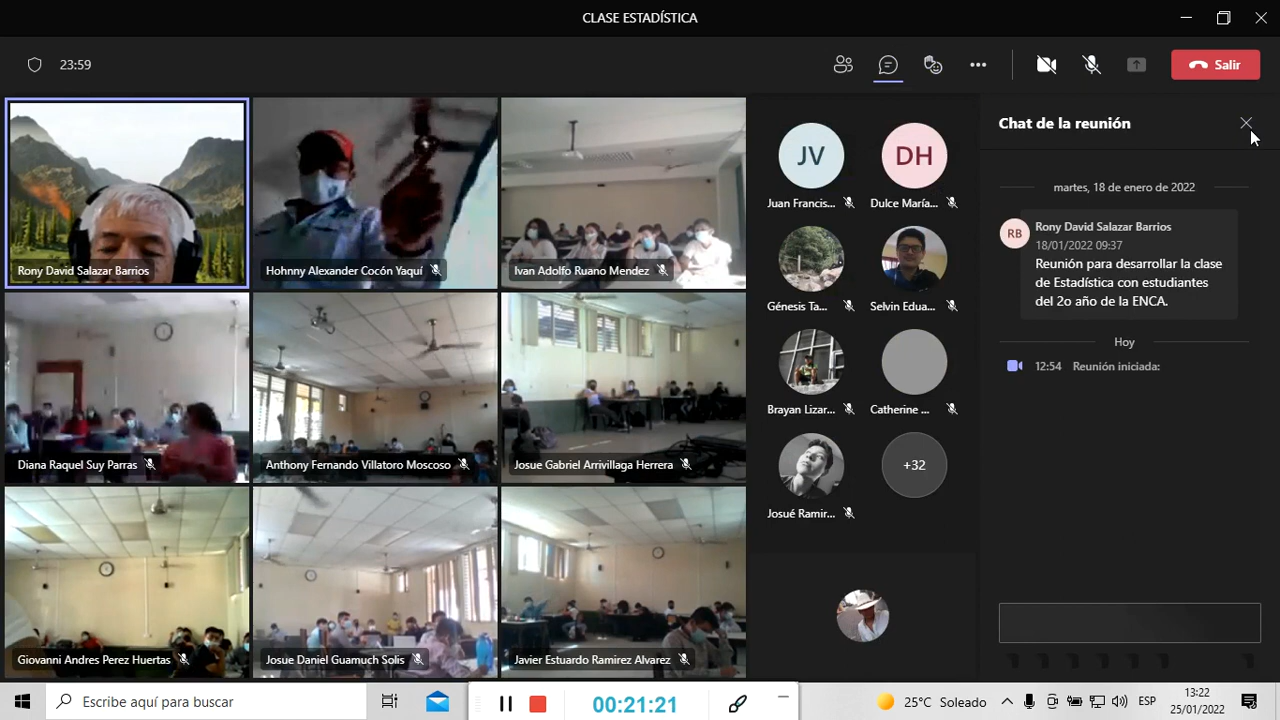 CLASE ESTADÍSTICA
23:59
Salir
Rony David Salazar Barrios
Hohnny Alexander Cocón Yaquí
Ivan Adolfo Ruano Mendez
Diana Raquel Suy Parras
Anthony Fernando Villatoro Moscoso
Josue Gabriel Arrivillaga Herrera
Giovanni Andres Perez Huertas
Josue Daniel Guamuch Solis
Javier Estuardo Ramirez Alvarez
JV
DH
Juan Francis...
Dulce María...
Génesis Ta...
Selvin Edua...
Brayan Lizar...
Catherine ...
+32
Josué Ramir...
Chat de la reunión
martes, 18 de enero de 2022
RB
Rony David Salazar Barrios
18/01/2022 09:37
Reunión para desarrollar la clase
de Estadística con estudiantes
del 2o año de la ENCA.
Hoy
12:54 Reunión iniciada:
Escribe aquí para buscar
00:21:21
25°C Soleado
ESP
13:22
25/01/2022